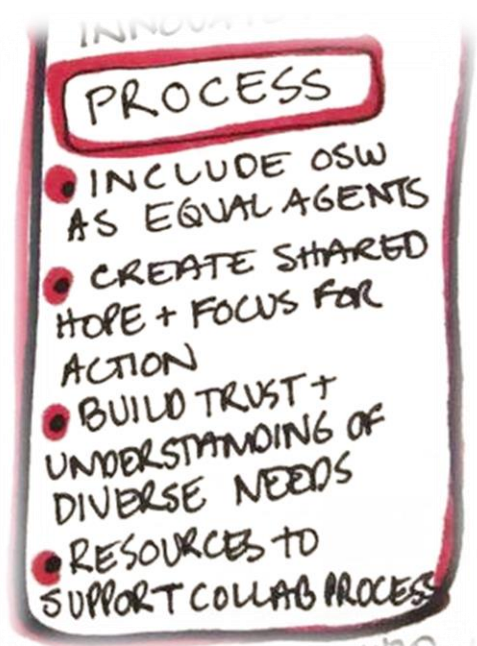 PROCESS
• INCLUDE OSW
AS EQUAL AGENTS
• CREATE SHARED
HOPE + FOCUS FOR
ACTION
• BUILD TRUST +
UNDERSTANDING OF
DIVERSE NEEDS
• RESOURCES TO
SUPPORT COLLAB PROCESS